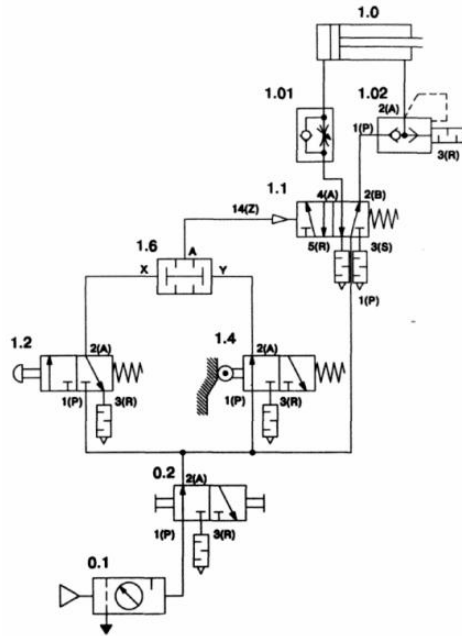 1.0
1.01
1.02
2(A)
1(P)
3(R)
1.1
4(A)
2(B)
14(Z)
5(R)
3(S)
1(P)
1.6
A
X
Y
1.2
2(A)
1(P)
3(R)
1.4
2(A)
1(P)
3(R)
0.2
2(A)
1(P)
3(R)
0.1